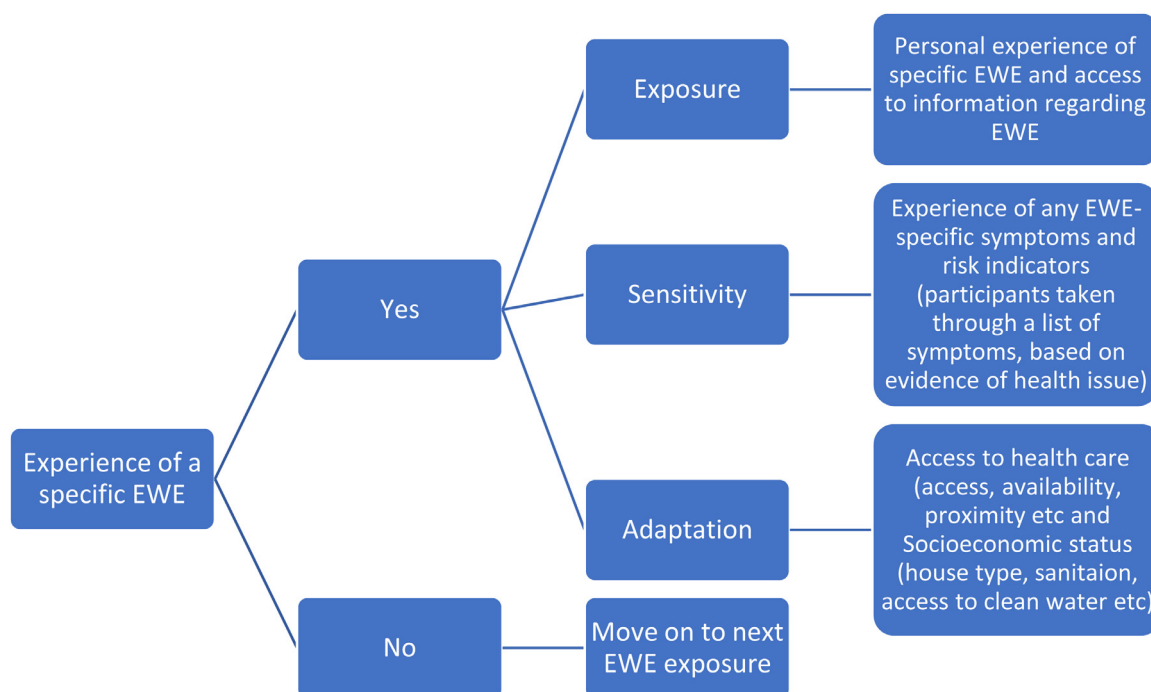 Experience of a
specific EWE
Yes
No
Exposure
Sensitivity
Adaptation
Move on to next
EWE exposure
Personal experience of
specific EWE and access
to information regarding
EWE
Experience of any EWE-
specific symptoms and
risk indicators
(participants taken
through a list of
symptoms, based on
evidence of health issue)
Access to health care
(access, availability,
proximity etc and
Socioeconomic status
(house type, sanitaion,
access to clean water etc)